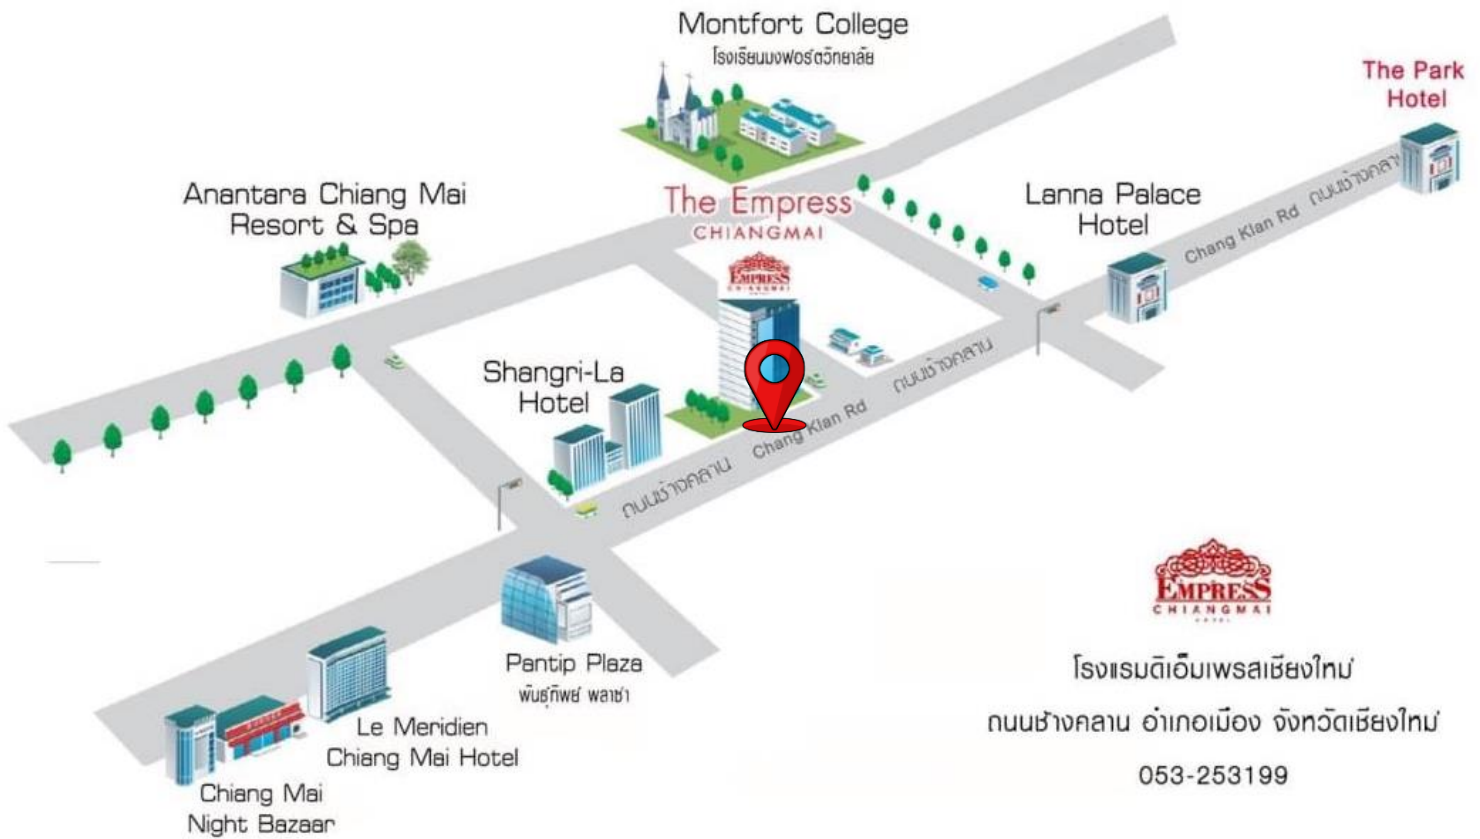 Montfort College
โรงเรียนมงฟอร์ตวิทยาลัย
The Park
Hotel
Anantara Chiang Mai
Resort & Spa
The Empress
CHIANGMAI
Lanna Palace
Hotel
Chang Klan Rd ถนนช้างคลาน
EMPRESS
CHIANGMAI
Shangri-La
Hotel
ถนนช้างคลาน Chang Klan Rd ถนนช้างคลาน
Pantip Plaza
พันธุ์ทิพย์ พลาซ่า
Le Meridien
Chiang Mai Hotel
Chiang Mai
Night Bazaar
EMPRESS
CHIANGMAI
HOTEL
โรงแรมดิเอ็มเพรสเชียงใหม่
ถนนช้างคลาน อำเภอเมือง จังหวัดเชียงใหม่
053-253199